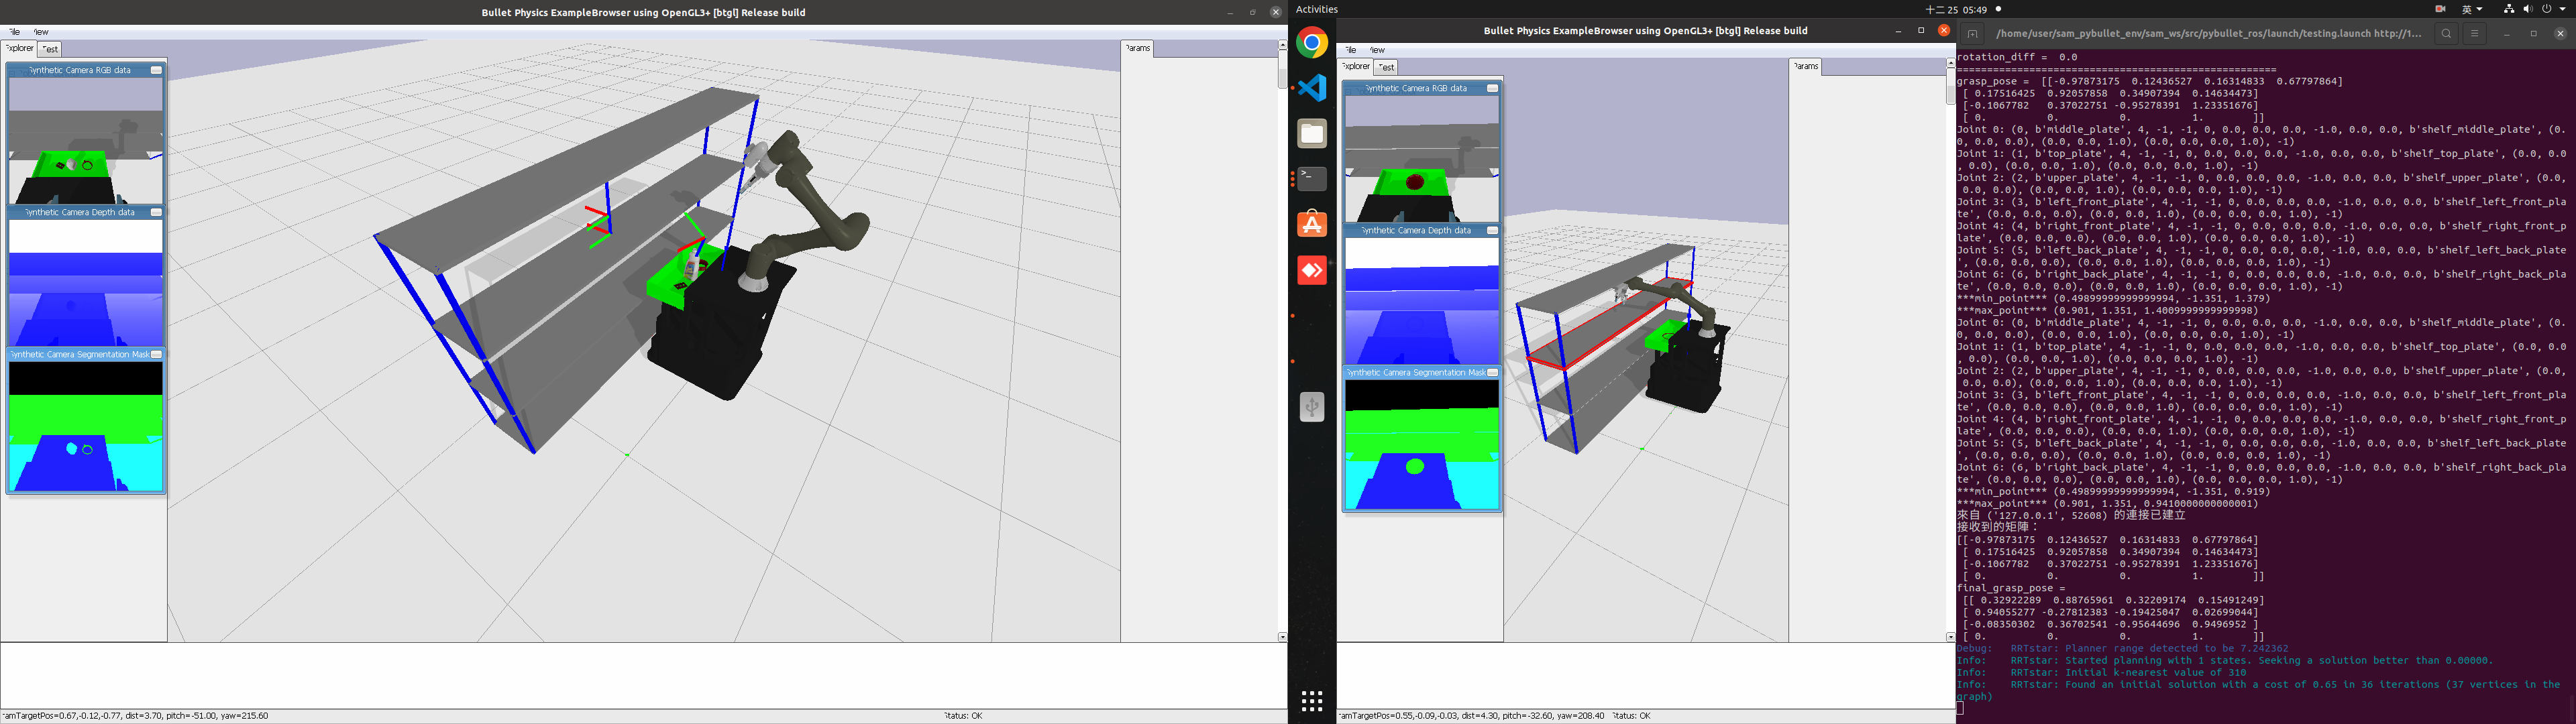 Bullet Physics ExampleBrowser using OpenGL3+ [btgl] Release build
File View
Explorer Test
Synthetic Camera RGB data
Synthetic Camera Depth data
Synthetic Camera Segmentation Mask
Params
camTargetPos=0.67,-0.12,-0.77, dist=3.70, pitch=-51.00, yaw=215.60 Status: OK
Activities
十二 25 05:49
英
Bullet Physics ExampleBrowser using OpenGL3+ [btgl] Release build
File View
Explorer Test
Synthetic Camera RGB data
Synthetic Camera Depth data
Synthetic Camera Segmentation Mask
Params
camTargetPos=0.55,-0.09,-0.03, dist=4.30, pitch=-32.60, yaw=208.40 Status: OK
/home/user/sam_pybullet_env/sam_ws/src/pybullet_ros/launch/testing.launch http://1...
rotation_diff =  0.0
=====================================================
grasp_pose =  [[-0.97873175  0.12436527  0.16314833  0.67797864]
[ 0.17516425  0.92057858  0.34907394  0.14634473]
[-0.1067782   0.37022751 -0.95278391  1.23351676]
[ 0.          0.          0.          1.        ]]
Joint 0: (0, b'middle_plate', 4, -1, -1, 0, 0.0, 0.0, 0.0, -1.0, 0.0, 0.0, b'shelf_middle_plate', (0.
0, 0.0, 0.0), (0.0, 0.0, 0.0), (0.0, 0.0, 0.0, 1.0), -1)
Joint 1: (1, b'top_plate', 4, -1, -1, 0, 0.0, 0.0, 0.0, -1.0, 0.0, 0.0, b'shelf_top_plate', (0.0, 0.0
, 0.0), (0.0, 0.0, 1.0), (0.0, 0.0, 0.0, 1.0), -1)
Joint 2: (2, b'upper_plate', 4, -1, -1, 0, 0.0, 0.0, 0.0, -1.0, 0.0, 0.0, b'shelf_upper_plate', (0.0,
0.0, 0.0), (0.0, 0.0, 1.0), (0.0, 0.0, 0.0, 1.0), -1)
Joint 3: (3, b'left_front_plate', 4, -1, -1, 0, 0.0, 0.0, 0.0, -1.0, 0.0, 0.0, b'shelf_left_front_pla
te', (0.0, 0.0, 0.0), (0.0, 0.0, 1.0), (0.0, 0.0, 0.0, 1.0), -1)
Joint 4: (4, b'right_front_plate', 4, -1, -1, 0, 0.0, 0.0, 0.0, -1.0, 0.0, 0.0, b'shelf_right_front_p
late', (0.0, 0.0, 0.0), (0.0, 0.0, 1.0), (0.0, 0.0, 0.0, 1.0), -1)
Joint 5: (5, b'left_back_plate', 4, -1, -1, 0, 0.0, 0.0, 0.0, -1.0, 0.0, 0.0, b'shelf_left_back_plate
', (0.0, 0.0, 0.0), (0.0, 0.0, 1.0), (0.0, 0.0, 0.0, 1.0), -1)
Joint 6: (6, b'right_back_plate', 4, -1, -1, 0, 0.0, 0.0, 0.0, -1.0, 0.0, 0.0, b'shelf_right_back_pla
te', (0.0, 0.0, 0.0), (0.0, 0.0, 1.0), (0.0, 0.0, 0.0, 1.0), -1)
***min_point*** (0.49899999999999994, -1.351, 1.379)
***max_point*** (0.901, 1.351, 1.4009999999999998)
Joint 0: (0, b'middle_plate', 4, -1, -1, 0, 0.0, 0.0, 0.0, -1.0, 0.0, 0.0, b'shelf_middle_plate', (0.
0, 0.0, 0.0), (0.0, 0.0, 1.0), (0.0, 0.0, 0.0, 1.0), -1)
Joint 1: (1, b'top_plate', 4, -1, -1, 0, 0.0, 0.0, 0.0, -1.0, 0.0, 0.0, b'shelf_top_plate', (0.0, 0.0
, 0.0), (0.0, 0.0, 1.0), (0.0, 0.0, 0.0, 1.0), -1)
Joint 2: (2, b'upper_plate', 4, -1, -1, 0, 0.0, 0.0, 0.0, -1.0, 0.0, 0.0, b'shelf_upper_plate', (0.0,
0.0, 0.0), (0.0, 0.0, 1.0), (0.0, 0.0, 0.0, 1.0), -1)
Joint 3: (3, b'left_front_plate', 4, -1, -1, 0, 0.0, 0.0, 0.0, -1.0, 0.0, 0.0, b'shelf_left_front_pla
te', (0.0, 0.0, 0.0), (0.0, 0.0, 1.0), (0.0, 0.0, 0.0, 1.0), -1)
Joint 4: (4, b'right_front_plate', 4, -1, -1, 0, 0.0, 0.0, 0.0, -1.0, 0.0, 0.0, b'shelf_right_front_p
late', (0.0, 0.0, 0.0), (0.0, 0.0, 1.0), (0.0, 0.0, 0.0, 1.0), -1)
Joint 5: (5, b'left_back_plate', 4, -1, -1, 0, 0.0, 0.0, 0.0, -1.0, 0.0, 0.0, b'shelf_left_back_plate
', (0.0, 0.0, 0.0), (0.0, 0.0, 1.0), (0.0, 0.0, 0.0, 1.0), -1)
Joint 6: (6, b'right_back_plate', 4, -1, -1, 0, 0.0, 0.0, 0.0, -1.0, 0.0, 0.0, b'shelf_right_back_pla
te', (0.0, 0.0, 0.0), (0.0, 0.0, 1.0), (0.0, 0.0, 0.0, 1.0), -1)
***min_point*** (0.49899999999999994, -1.351, 0.919)
***max_point*** (0.901, 1.351, 0.9410000000000001)
來自 ('127.0.0.1', 52608) 的連接已建立
接收到的矩陣：
[[-0.97873175  0.12436527  0.16314833  0.67797864]
[ 0.17516425  0.92057858  0.34907394  0.14634473]
[-0.1067782   0.37022751 -0.95278391  1.23351676]
[ 0.          0.          0.          1.        ]]
final_grasp_pose =
[[ 0.32922289  0.88765961  0.32209174  0.15491249]
[ 0.94055277 -0.27812383 -0.19425047  0.02699044]
[-0.08350302  0.36702541 -0.95644696  0.9496952 ]
[ 0.          0.          0.          1.        ]]
Debug:   RRTstar: Planner range detected to be 7.242362
Info:    RRTstar: Started planning with 1 states. Seeking a solution better than 0.00000.
Info:    RRTstar: Initial k-nearest value of 310
Info:    RRTstar: Found an initial solution with a cost of 0.65 in 36 iterations (37 vertices in the
graph)